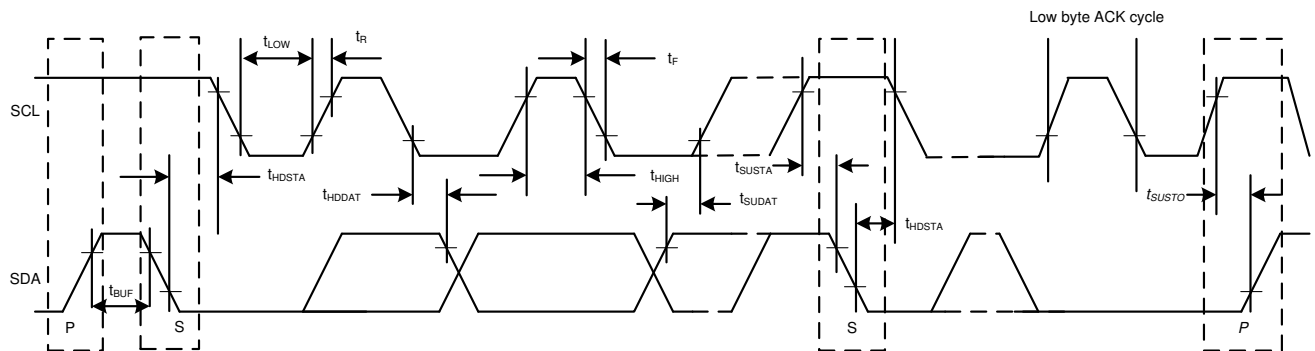 Low byte ACK cycle
tLOW
tR
tF
SCL
tHDSTA
tHDDAT
tHIGH
tSUDAT
tSUSTA
tSUSTO
tHDSTA
SDA
tBUF
P
S
S
P